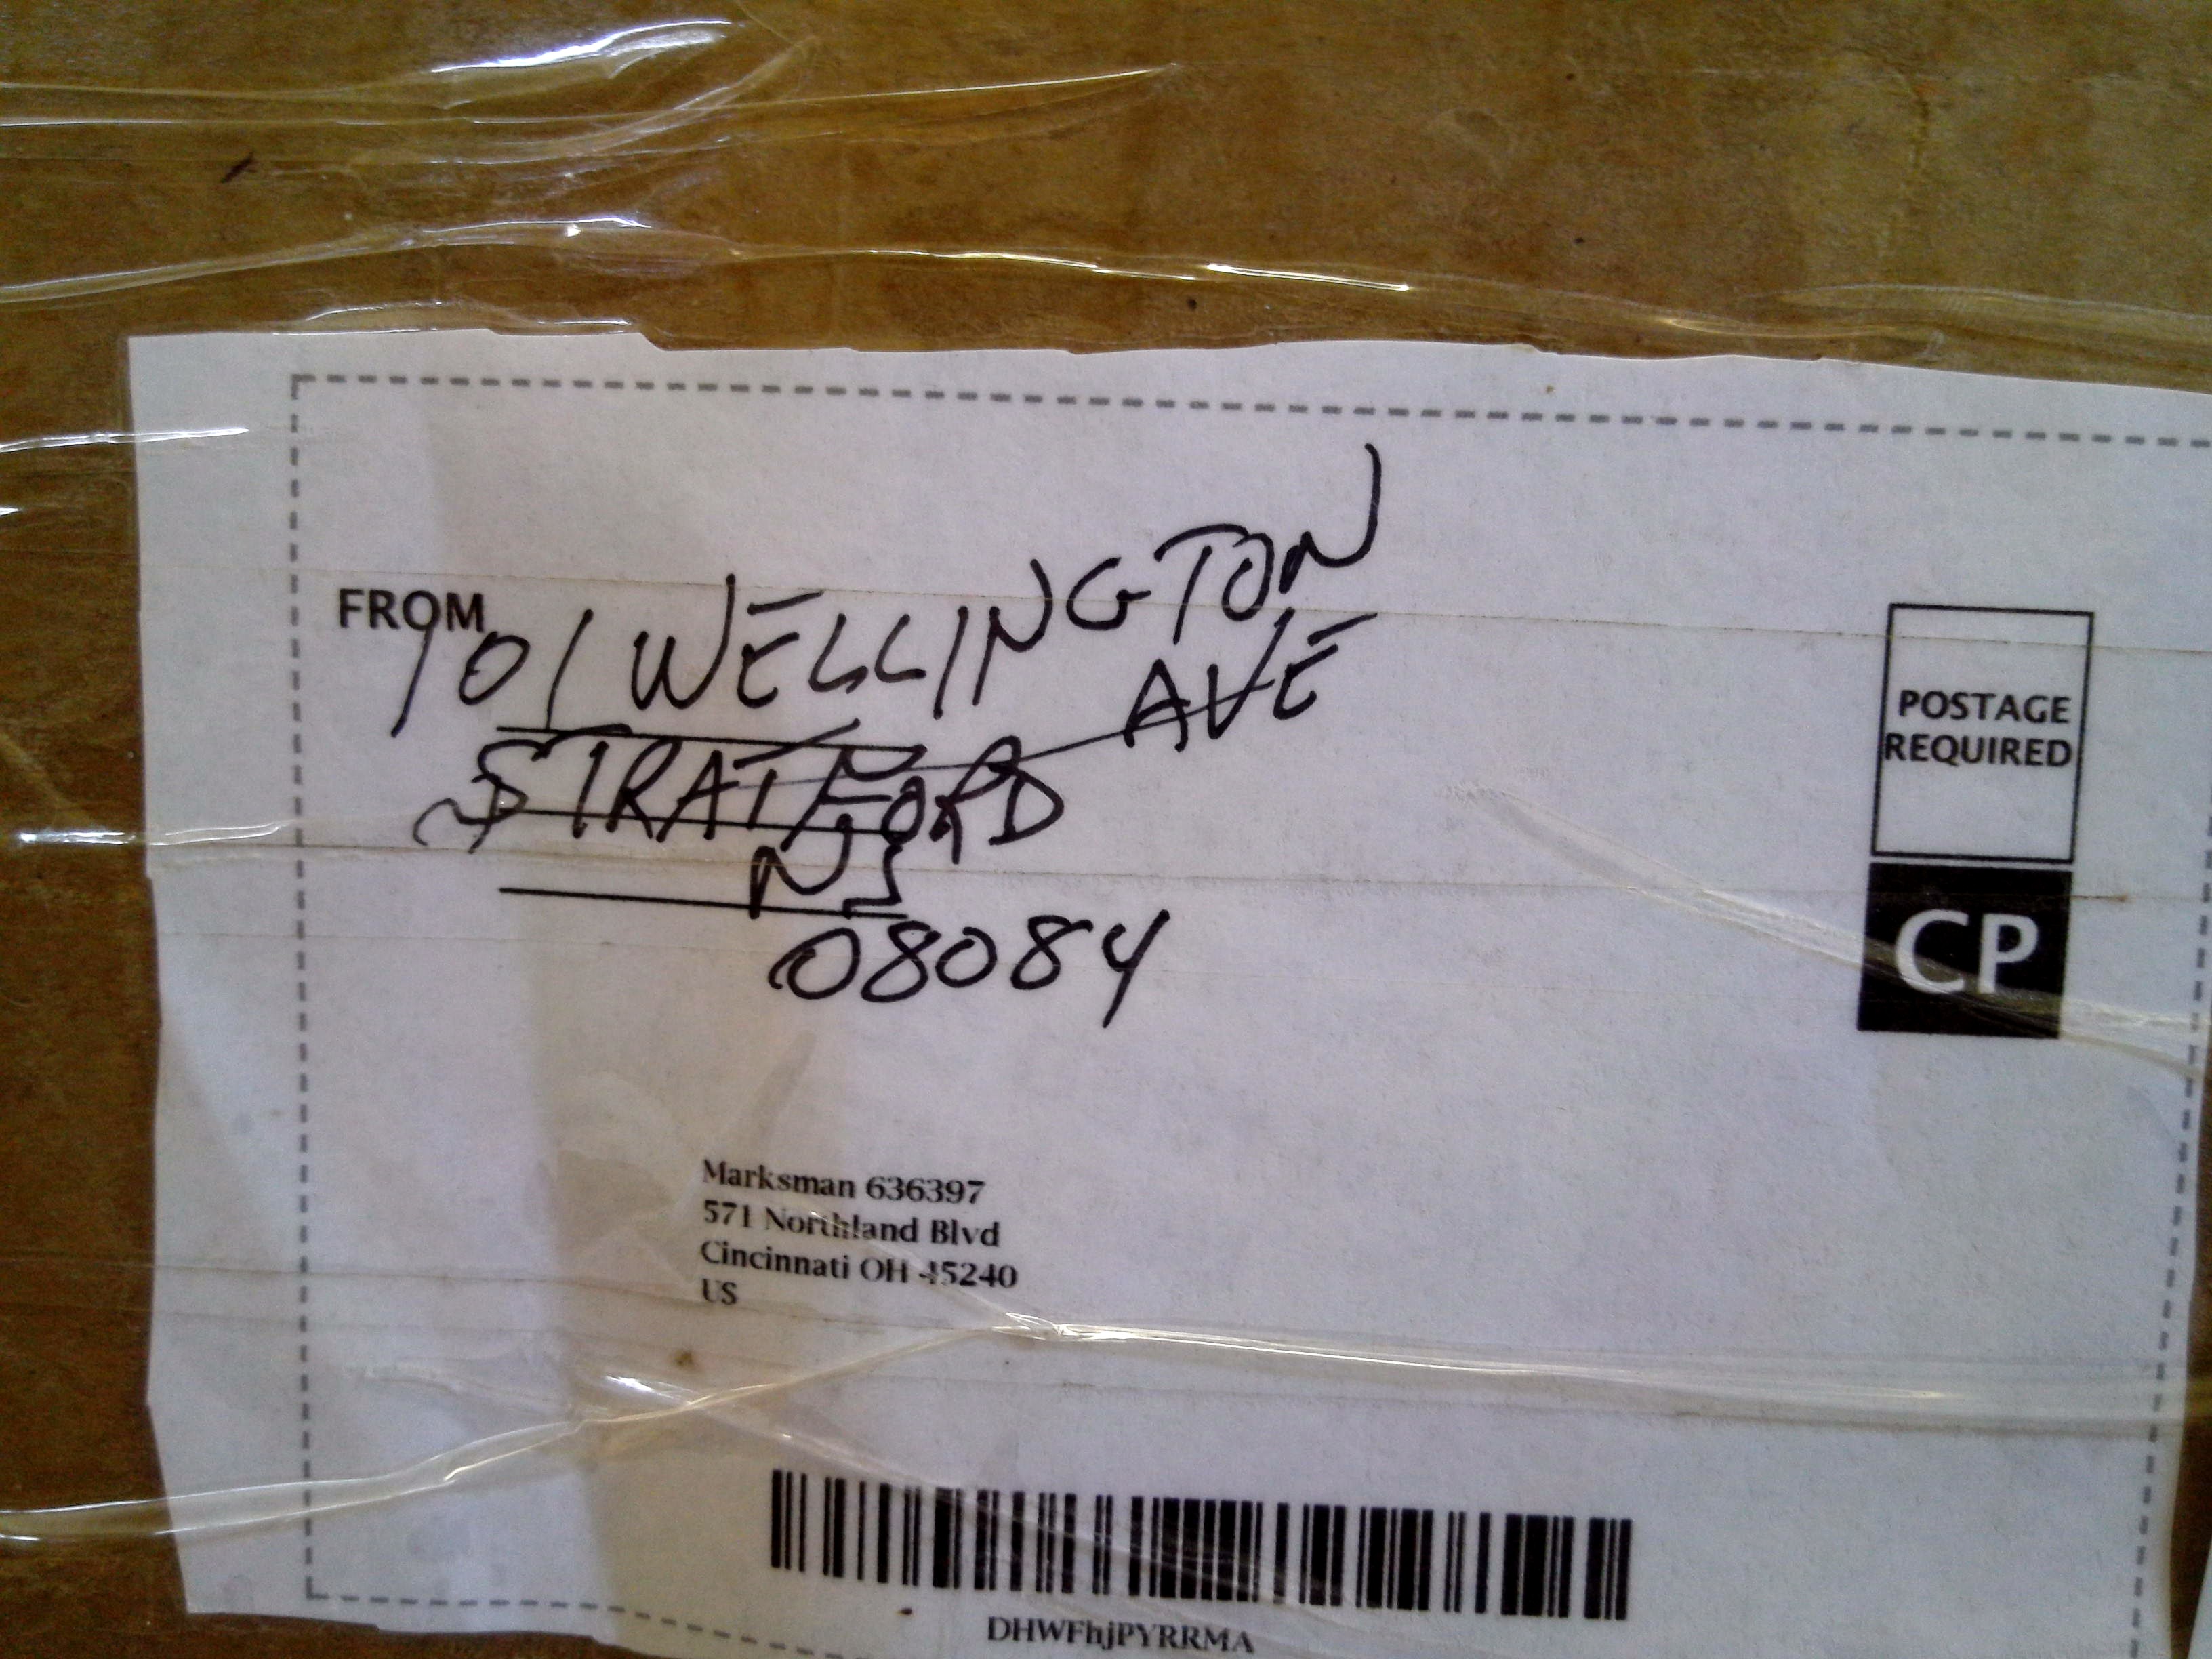 FROM
101 WELLINGTON
AVE
STRATFORD
NJ
08084
POSTAGE
REQUIRED
CP
Marksman 636397
571 Northland Blvd
Cincinnati OH 45240
US
DHWFhjPYRRMA